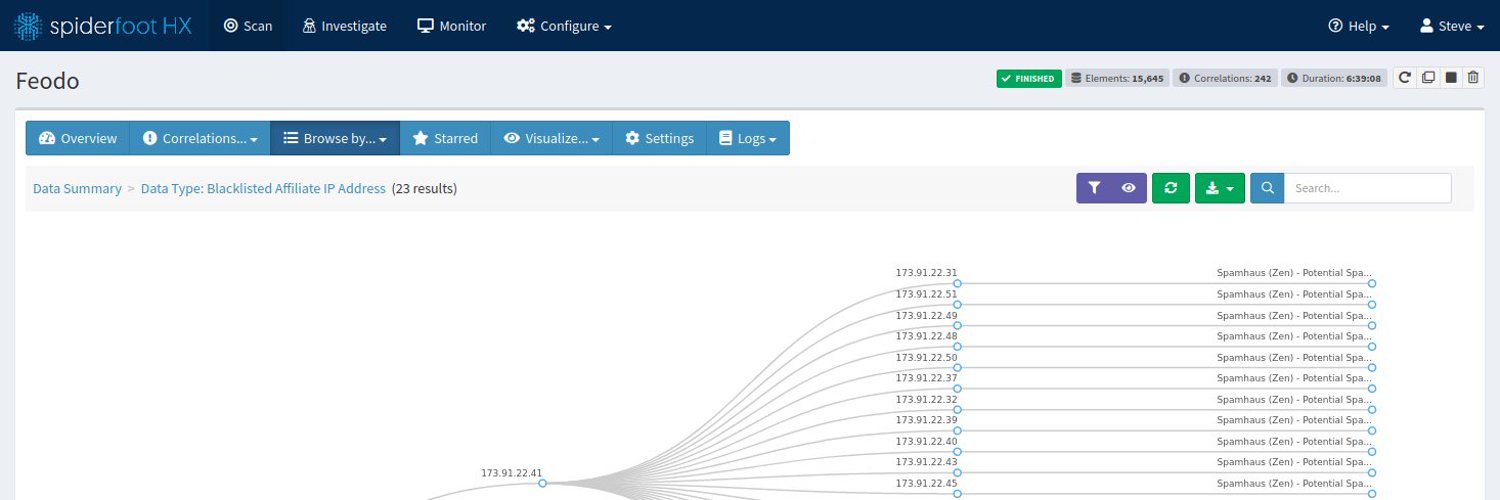 spiderfoot HX Scan Investigate Monitor Configure Help Steve
Feodo FINISHED Elements: 15,645 Correlations: 242 Duration: 6:39:08
Overview Correlations... Browse by... Starred Visualize... Settings Logs
Data Summary > Data Type: Blacklisted Affiliate IP Address (23 results) Search...
173.91.22.31 Spamhaus (Zen) - Potential Spa...
173.91.22.51 Spamhaus (Zen) - Potential Spa...
173.91.22.49 Spamhaus (Zen) - Potential Spa...
173.91.22.48 Spamhaus (Zen) - Potential Spa...
173.91.22.50 Spamhaus (Zen) - Potential Spa...
173.91.22.37 Spamhaus (Zen) - Potential Spa...
173.91.22.32 Spamhaus (Zen) - Potential Spa...
173.91.22.39 Spamhaus (Zen) - Potential Spa...
173.91.22.40 Spamhaus (Zen) - Potential Spa...
173.91.22.43 Spamhaus (Zen) - Potential Spa...
173.91.22.41
173.91.22.45 Spamhaus (Zen) - Potential Spa...